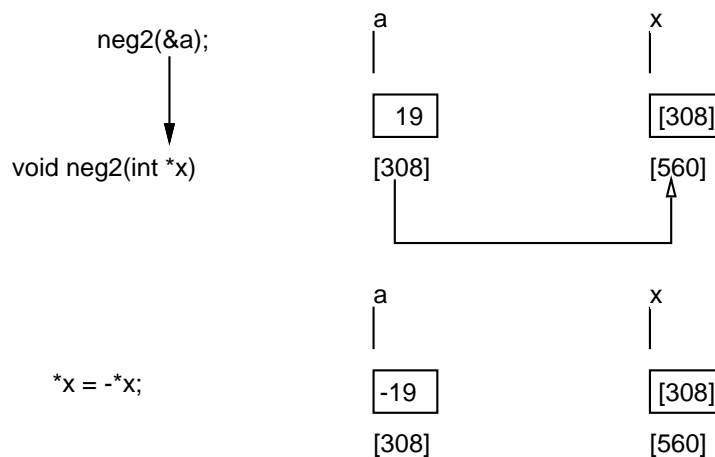 a x
neg2(&a);
19 [308]
void neg2(int *x) [308] [560]
a x
*x = -*x; -19 [308]
[308] [560]